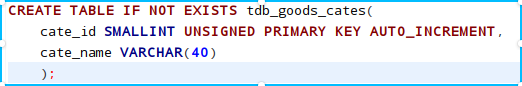 CREATE TABLE IF NOT EXISTS tdb_goods_cates(
cate_id SMALLINT UNSIGNED PRIMARY KEY AUTO_INCREMENT,
cate_name VARCHAR(40)
);